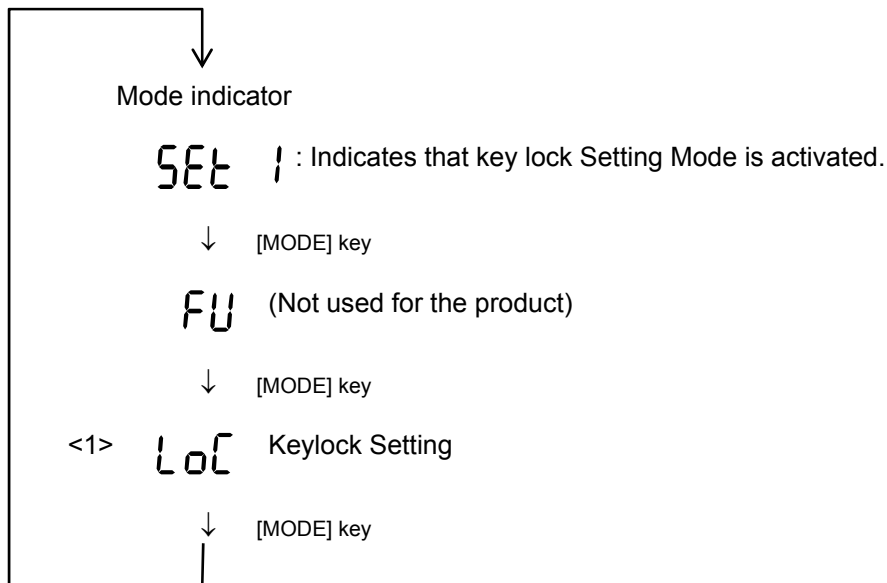 Mode indicator
SEt 1 : Indicates that key lock Setting Mode is activated.
↓ [MODE] key
FU (Not used for the product)
↓ [MODE] key
<1> LoC Keylock Setting
↓ [MODE] key